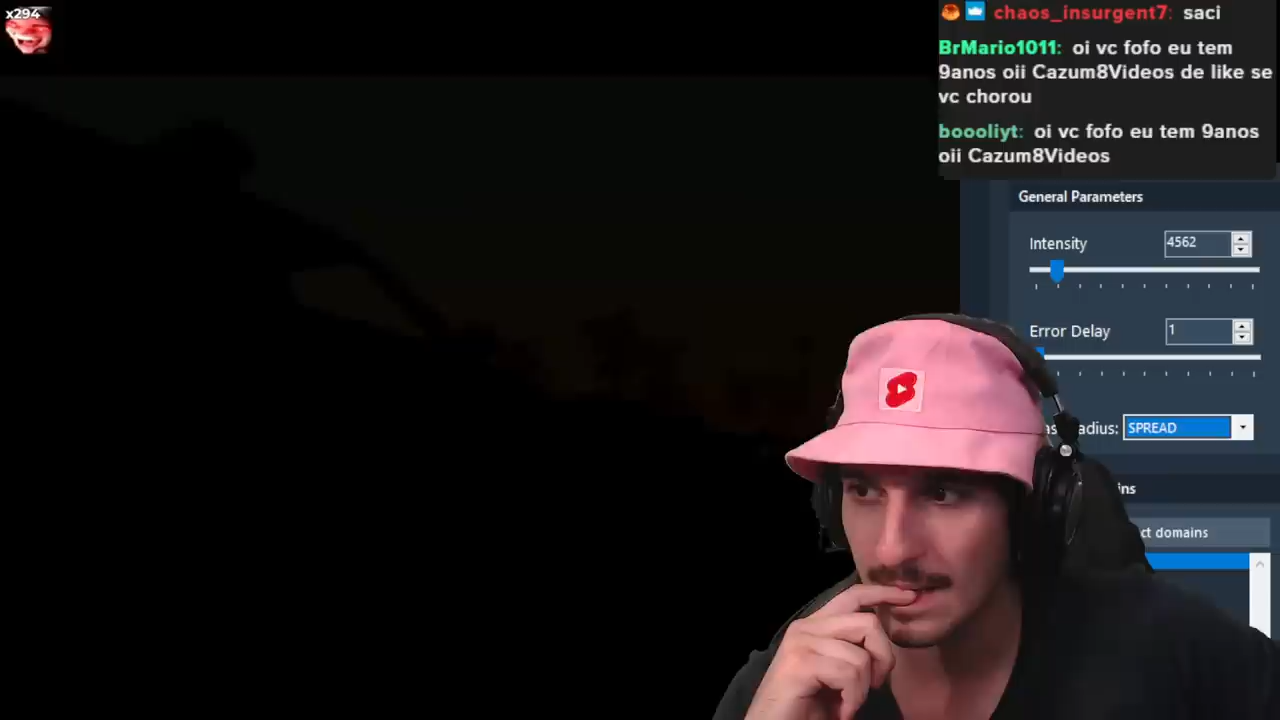 x294
chaos_insurgent7: saci
BrMario1011: oi vc fofo eu tem
9anos oii Cazum8Videos de like se
vc chorou
boooliyt: oi vc fofo eu tem 9anos
oii Cazum8Videos
General Parameters
Intensity 4562
Error Delay 1
adius: SPREAD
ins
ct domains